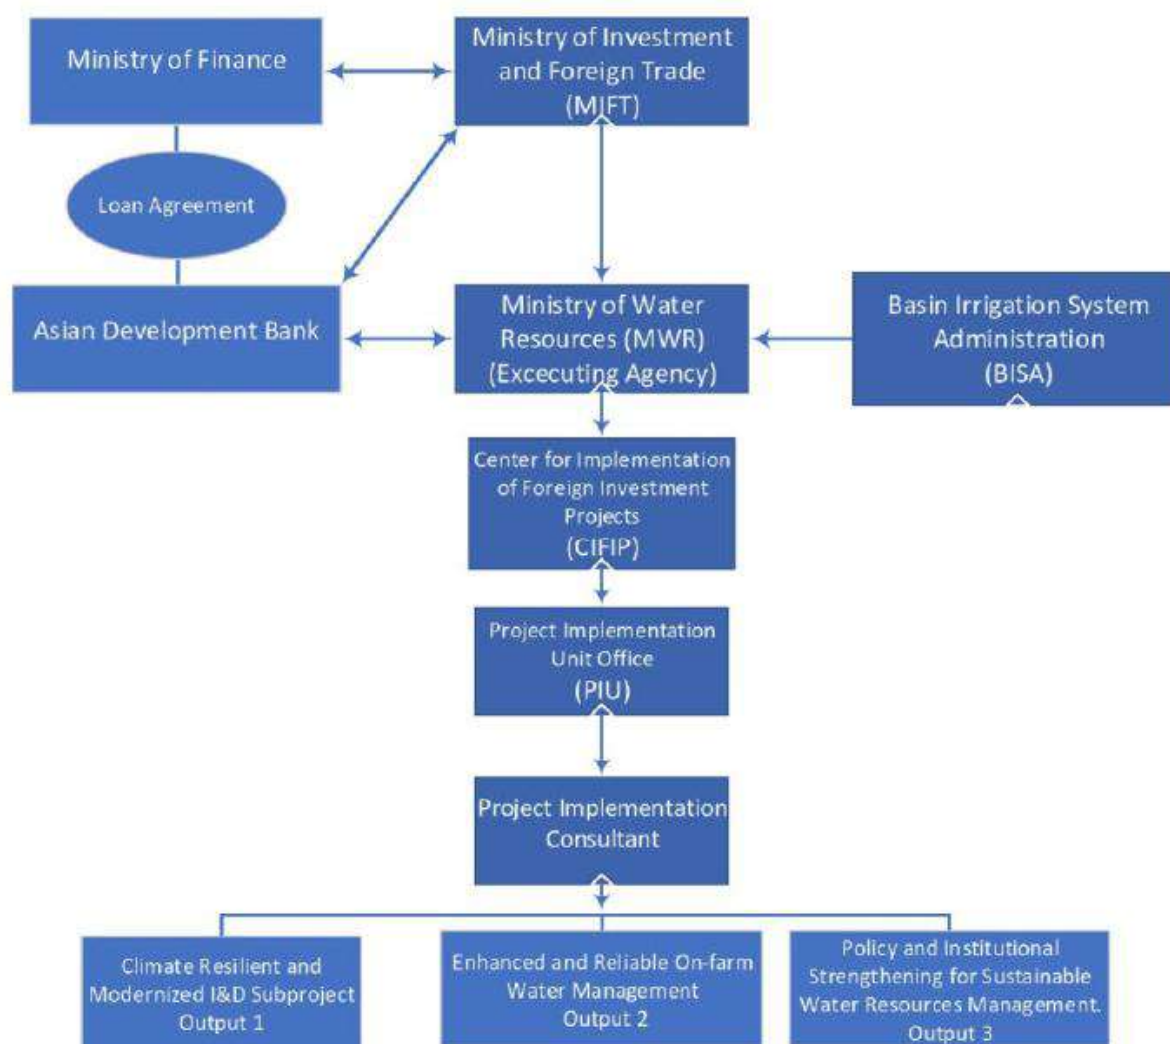 Ministry of Finance
Ministry of Investment
and Foreign Trade
(MIFT)
Loan Agreement
Asian Development Bank
Ministry of Water
Resources (MWR)
(Excecuting Agency)
Basin Irrigation System
Administration
(BISA)
Center for Implementation
of Foreign Investment
Projects
(CIFIP)
Project Implementation
Unit Office
(PIU)
Project Implementation
Consultant
Climate Resilient and
Modernized I&D Subproject
Output 1
Enhanced and Reliable On-farm
Water Management
Output 2
Policy and Institutional
Strengthening for Sustainable
Water Resources Management.
Output 3